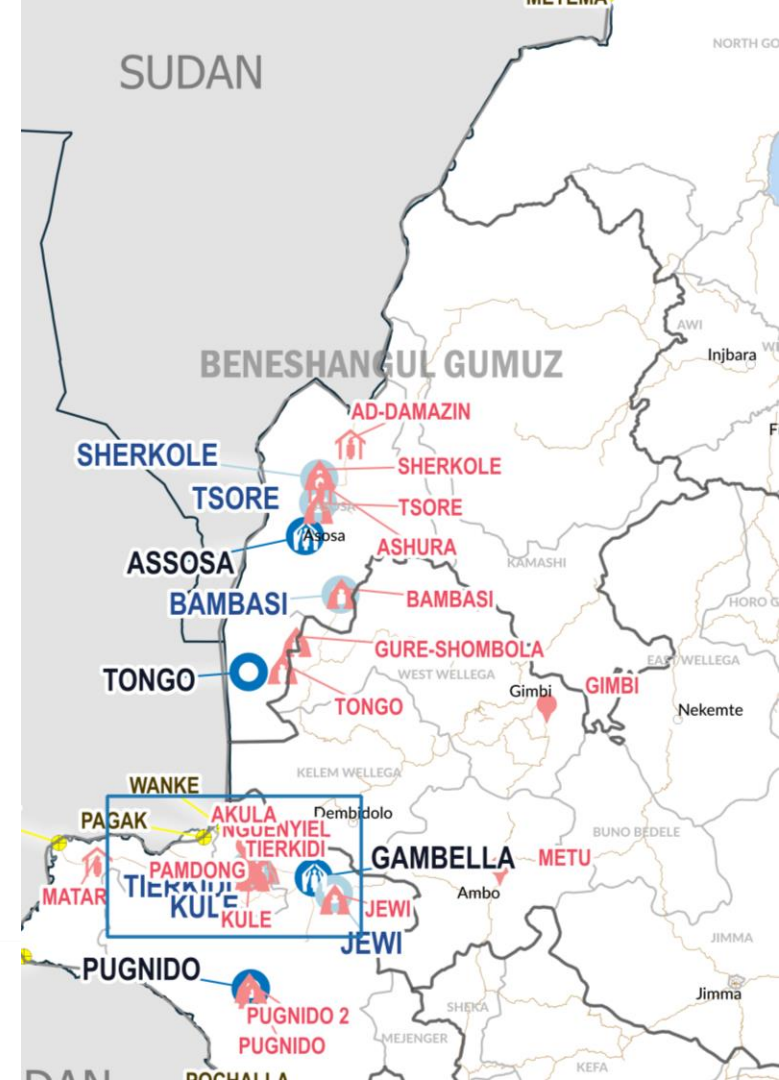 METEMA
NORTH GO
SUDAN
AWI
Injbara
BENESHANGUL GUMUZ
AD-DAMAZIN
SHERKOLE
SHERKOLE
TSORE
TSORE
Asosa
ASHURA
ASSOSA
KAMASHI
BAMBASI
BAMBASI
HORO G
GURE-SHOMBOLA
EAST WELLEGA
WEST WELLEGA
TONGO
GIMBI
Gimbi
TONGO
Nekemte
KELEM WELLEGA
WANKE
AKULA
Dembidolo
PAGAK
NGUENYIEL
BUNO BEDELE
TIERKIDI
GAMBELLA
METU
PAMDONG
TIERKIDI
MATAR
Ambo
KULE
JEWI
KULE
JEWI
JIMMA
PUGNIDO
Jimma
SHEKA
PUGNIDO 2
MEJENGER
PUGNIDO
KEFA
DAN
POCHALLA